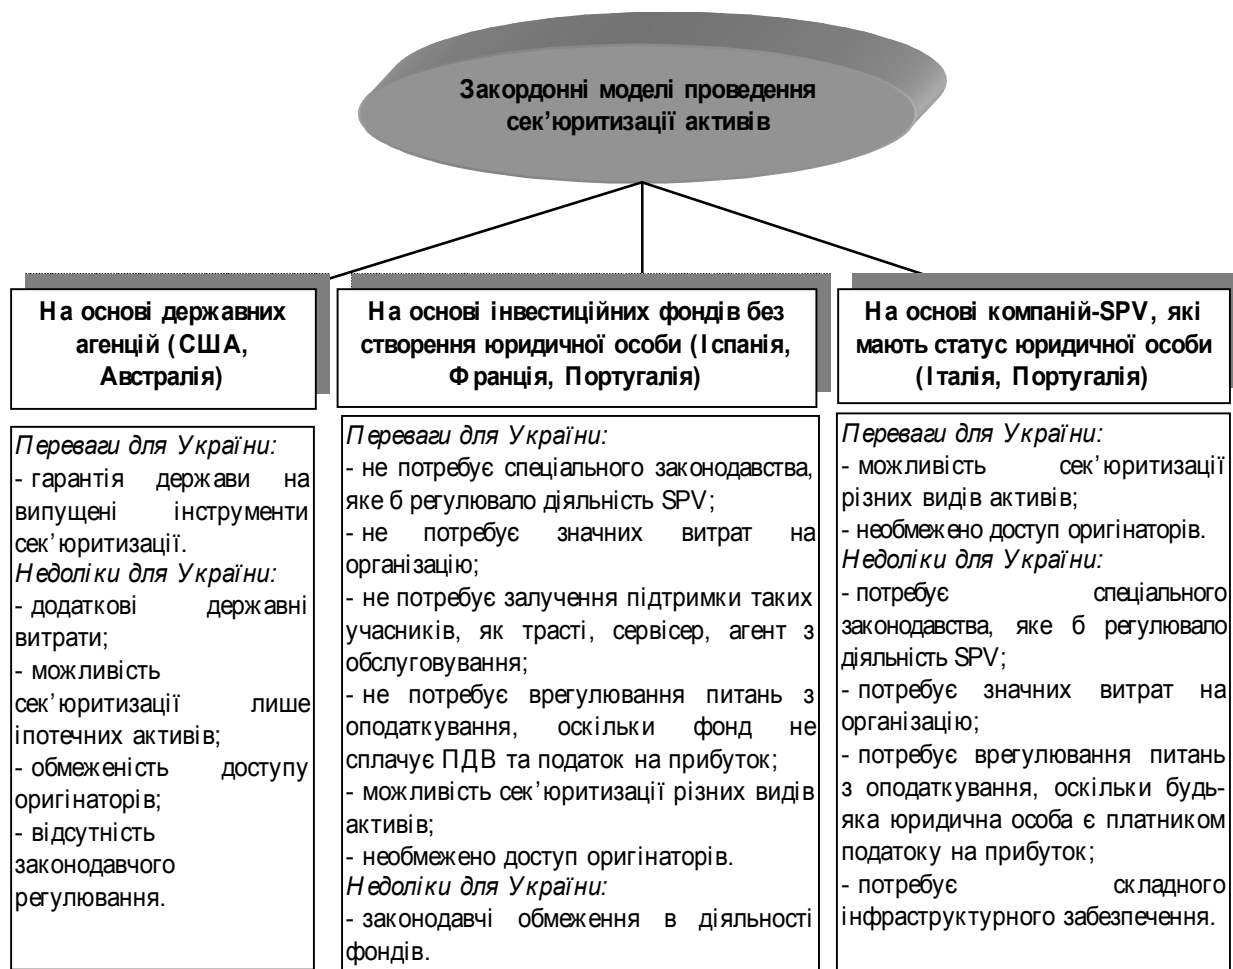 Закордонні моделі проведення
сек’юритизації активів
На основі державних
агенцій (США,
Австралія)
Переваги для України:
- гарантія держави на
випущені інструменти
сек’юритизації.
Недоліки для України:
- додаткові державні
витрати;
- можливість
сек’юритизації лише
іпотечних активів;
- обмеженість доступу
оригінаторів;
- відсутність
законодавчого
регулювання.
На основі інвестиційних фондів без
створення юридичної особи (Іспанія,
Франція, Португалія)
Переваги для України:
- не потребує спеціального законодавства,
яке б регулювало діяльність SPV;
- не потребує значних витрат на
організацію;
- не потребує залучення підтримки таких
учасників, як трасті, сервісер, агент з
обслуговування;
- не потребує врегулювання питань з
оподаткування, оскільки фонд не
сплачує ПДВ та податок на прибуток;
- можливість сек’юритизації різних видів
активів;
- необмежено доступ оригінаторів.
Недоліки для України:
- законодавчі обмеження в діяльності
фондів.
На основі компаній-SPV, які
мають статус юридичної особи
(Італія, Португалія)
Переваги для України:
- можливість сек’юритизації
різних видів активів;
- необмежено доступ оригінаторів.
Недоліки для України:
- потребує спеціального
законодавства, яке б регулювало
діяльність SPV;
- потребує значних витрат на
організацію;
- потребує врегулювання питань
з оподаткування, оскільки будь-
яка юридична особа є платником
податоку на прибуток;
- потребує складного
інфраструктурного забезпечення.